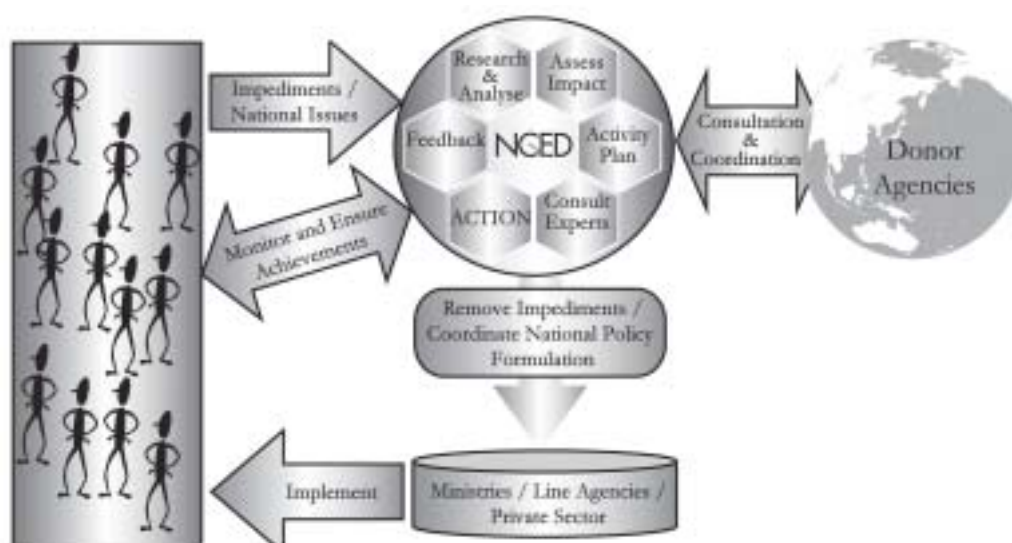 Impediments /
National Issues
Research
&
Analyse
Assess
Impact
Feedback
NCED
Activity
Plan
ACTION
Consult
Experts
Consultation
&
Coordination
Donor
Agencies
Monitor and Ensure
Achievements
Remove Impediments /
Coordinate National Policy
Formulation
Implement
Ministries / Line Agencies /
Private Sector